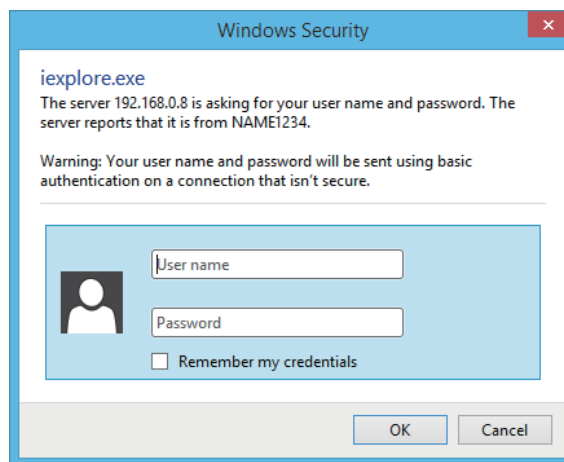 Windows Security
iexplore.exe
The server 192.168.0.8 is asking for your user name and password. The
server reports that it is from NAME1234.
Warning: Your user name and password will be sent using basic
authentication on a connection that isn't secure.
User name
Password
Remember my credentials
OK
Cancel